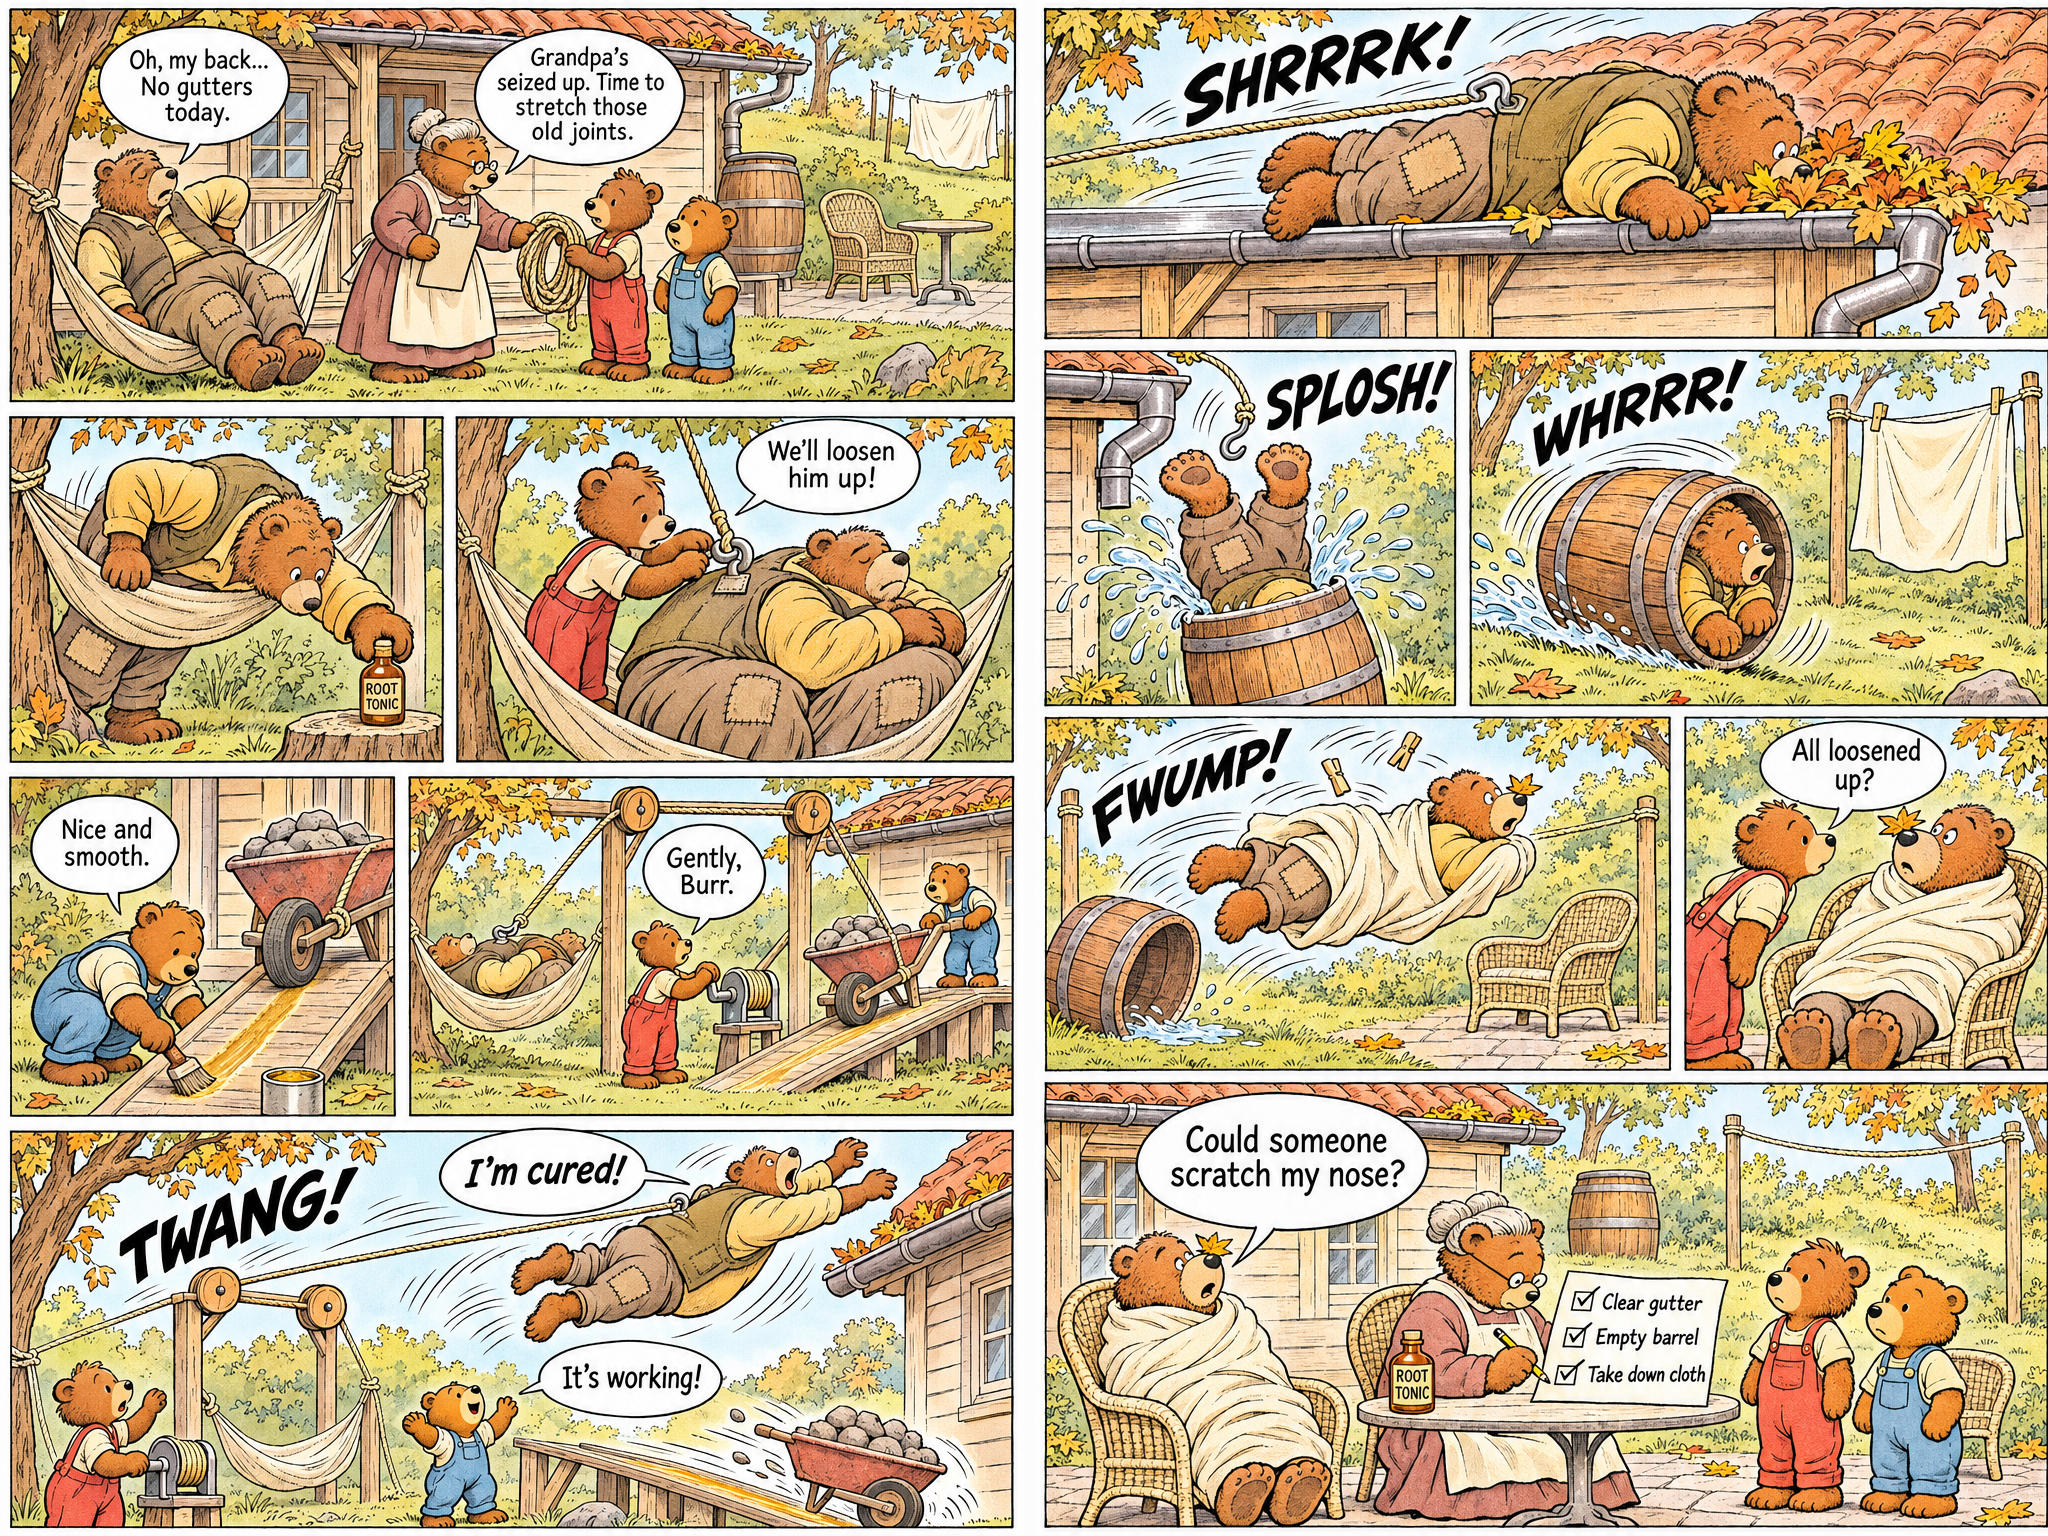 Oh, my back...
No gutters
today.
Grandpa's
seized up. Time to
stretch those
old joints.
ROOT
TONIC
We'll loosen
him up!
Nice and
smooth.
Gently,
Burr.
TWANG!
I'm cured!
It's working!
SHRRRK!
SPLOSH!
WHRRR!
FWUMP!
All loosened
up?
Could someone
scratch my nose?
ROOT
TONIC
Clear gutter
Empty barrel
Take down cloth